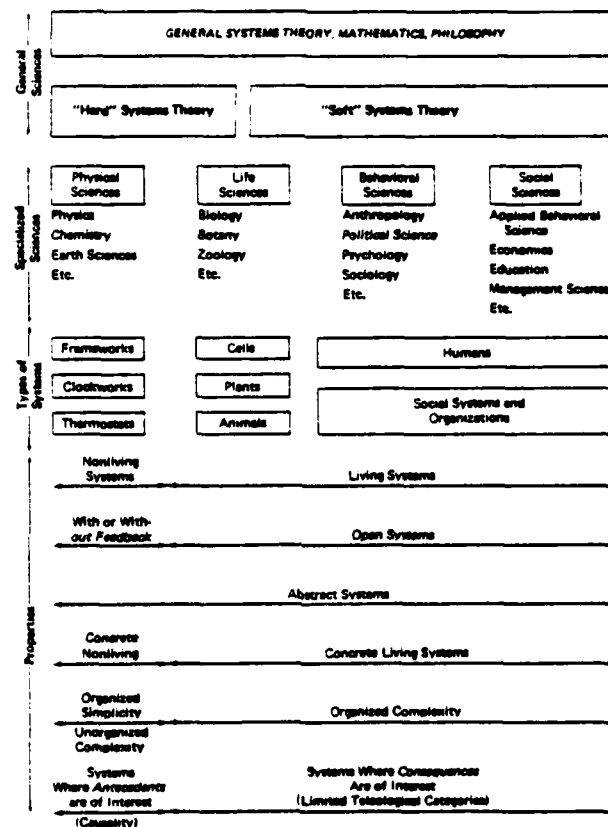 General
Sciences
GENERAL SYSTEMS THEORY, MATHEMATICS, PHILOSOPHY
"Hard" Systems Theory
"Soft" Systems Theory
Specialized Sciences
Physical
Sciences
Physics
Chemistry
Earth Sciences
Etc.
Life
Sciences
Biology
Botany
Zoology
Etc.
Behavioral
Sciences
Anthropology
Political Science
Psychology
Sociology
Etc.
Social
Sciences
Applied Behavioral
Science
Economics
Education
Management Science
Etc.
Types of
Systems
Frameworks
Clockworks
Thermostats
Cells
Plants
Animals
Humans
Social Systems and
Organizations
Properties
Nonliving
Systems
Living Systems
With or With-
out Feedback
Open Systems
Abstract Systems
Concrete
Nonliving
Concrete Living Systems
Organized
Simplicity
Unorganized
Complexity
Organized Complexity
Systems
Where Antecedents
are of Interest
(Causality)
Systems Where Consequences
Are of Interest
(Limited Teleological Categories)